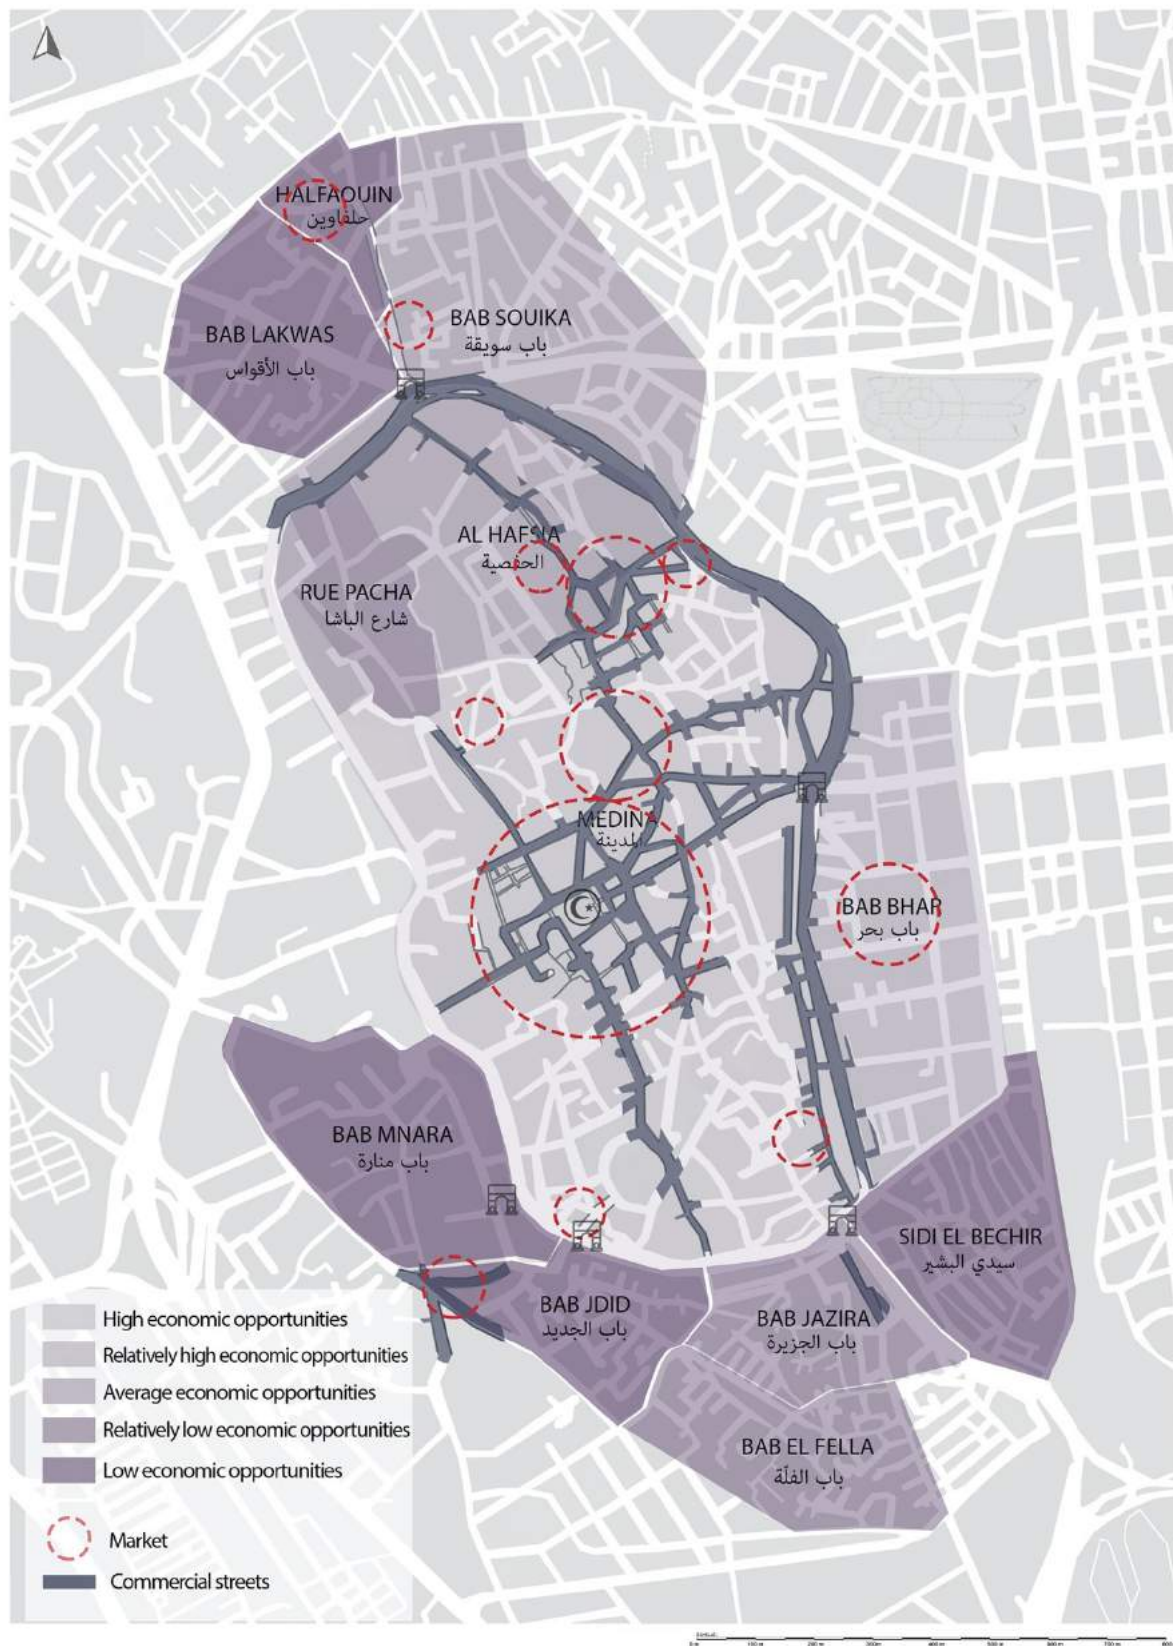 HALFAOUIN
حلفاوين
BAB LAKWAS
باب الأقواس
BAB SOUIKA
باب سويقة
AL HAFSIA
الحفصية
RUE PACHA
شارع الباشا
MEDINA
المدينة
BAB BHAR
باب بحر
BAB MNARA
باب منارة
SIDI EL BECHIR
سيدي البشير
BAB JDID
باب الجديد
BAB JAZIRA
باب الجزيرة
BAB EL FELLA
باب الفلّة
High economic opportunities
Relatively high economic opportunities
Average economic opportunities
Relatively low economic opportunities
Low economic opportunities
Market
Commercial streets